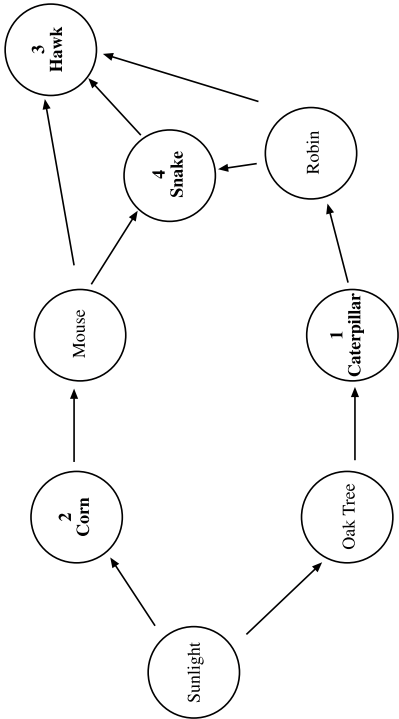 3
Hawk
4
Snake
Robin
Mouse
1
Caterpillar
2
Corn
Oak Tree
Sunlight